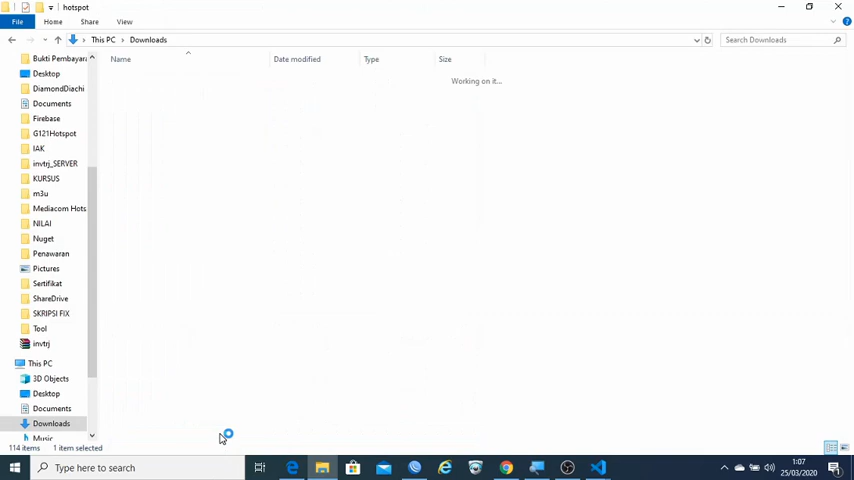 hotspot
File Home Share View
This PC Downloads
Search Downloads
Name Date modified Type Size
Working on it...
Bukti Pembayara
Desktop
DiamondDiachi
Documents
Firebase
G121Hotspot
IAK
invtrj_SERVER
KURSUS
m3u
Mediacom Hots
NILAI
Nuget
Penawaran
Pictures
Sertifikat
ShareDrive
SKRIPSI FIX
Tool
invtrj
This PC
3D Objects
Desktop
Documents
Downloads
Music
114 items 1 item selected
Type here to search
1:07
25/03/2020